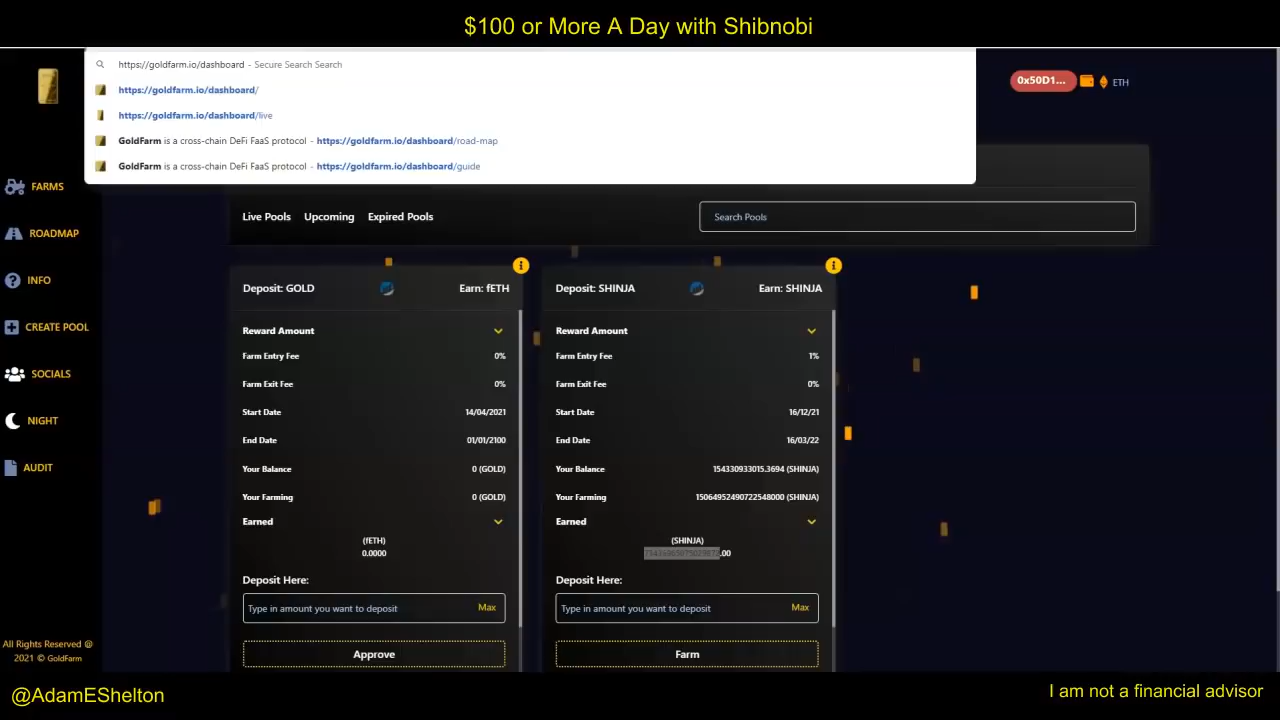 $100 or More A Day with Shibnobi
https://goldfarm.io/dashboard - Secure Search Search
https://goldfarm.io/dashboard/
https://goldfarm.io/dashboard/live
GoldFarm is a cross-chain DeFi FaaS protocol - https://goldfarm.io/dashboard/road-map
GoldFarm is a cross-chain DeFi FaaS protocol - https://goldfarm.io/dashboard/guide
0x50D1...
ETH
FARMS
ROADMAP
INFO
CREATE POOL
SOCIALS
NIGHT
AUDIT
All Rights Reserved @
2021 © GoldFarm
Live Pools Upcoming Expired Pools
Search Pools
Deposit: GOLD Earn: fETH
Reward Amount
Farm Entry Fee 0%
Farm Exit Fee 0%
Start Date 14/04/2021
End Date 01/01/2100
Your Balance 0 (GOLD)
Your Farming 0 (GOLD)
Earned
(fETH)
0.0000
Deposit Here:
Type in amount you want to deposit Max
Approve
Deposit: SHINJA Earn: SHINJA
Reward Amount
Farm Entry Fee 1%
Farm Exit Fee 0%
Start Date 16/12/21
End Date 16/03/22
Your Balance 154330933015.3694 (SHINJA)
Your Farming 15064952490722548000 (SHINJA)
Earned
(SHINJA)
Deposit Here:
Type in amount you want to deposit Max
Farm
@AdamEShelton
I am not a financial advisor